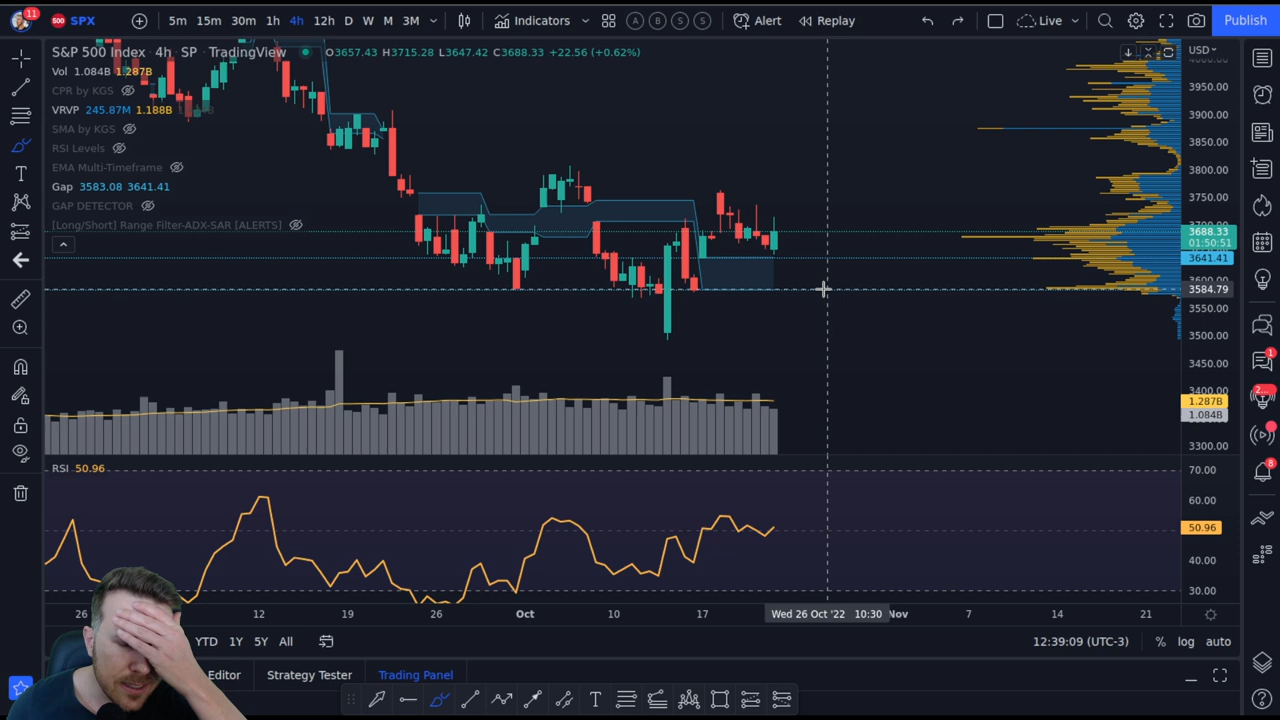 11
500 SPX
5m 15m 30m 1h 4h 12h D W M 3M
Indicators
A B S S
Alert
Replay
Live
Publish
S&P 500 Index · 4h · SP · TradingView
O3657.43 H3715.28 L3647.42 C3688.33 +22.56 (+0.62%)
USD
Vol 1.084B 1.287B
CPR by KGS
VRVP 245.87M 1.188B
SMA by KGS
RSI Levels
EMA Multi-Timeframe
Gap 3583.08 3641.41
GAP DETECTOR
[Long/Short] Range Filter-ADX-SAR [ALERTS]
4000.00
3950.00
3900.00
3850.00
3800.00
3750.00
3700.00
3688.33
01:50:51
3641.41
3600.00
3584.79
3550.00
3500.00
3450.00
3400.00
1.287B
1.084B
3300.00
RSI 50.96
70.00
60.00
50.96
40.00
30.00
26 12 19 26 Oct 10 17 Wed 26 Oct '22 10:30 Nov 7 14 21
YTD 1Y 5Y All
12:39:09 (UTC-3) % log auto
Editor Strategy Tester Trading Panel
1
2...
8